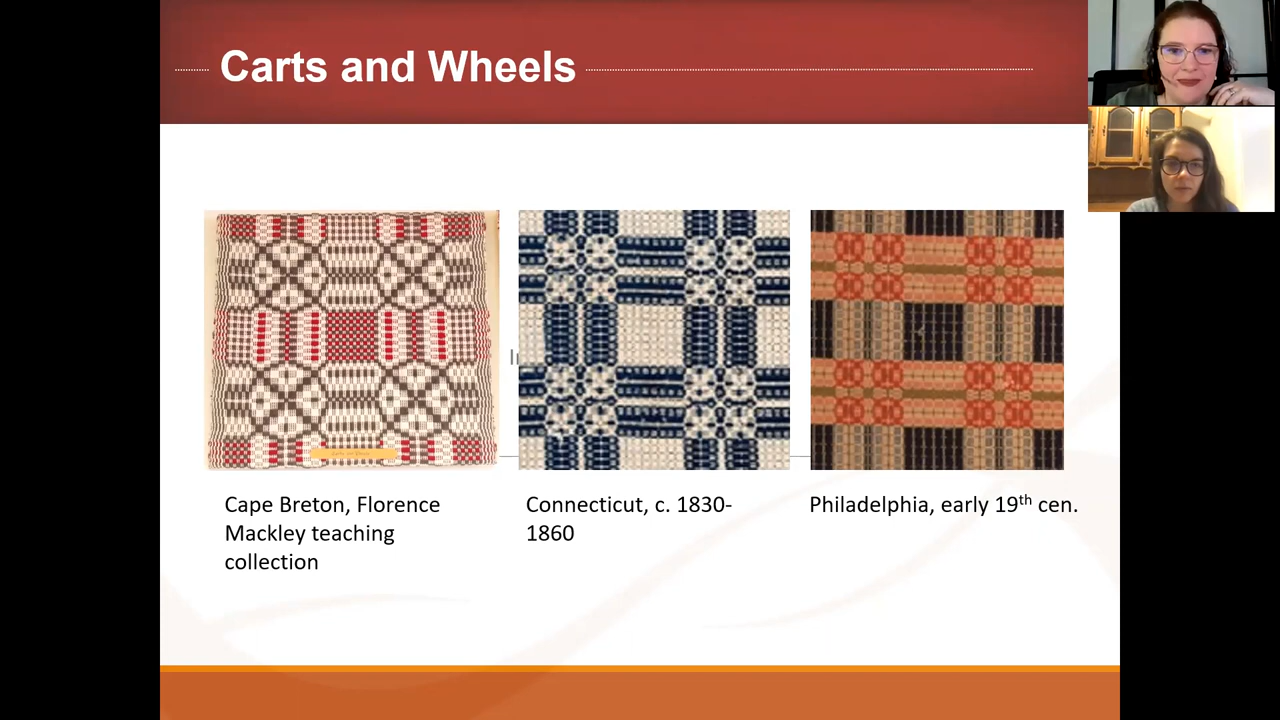 Carts and Wheels
Cape Breton, Florence
Mackley teaching
collection
Connecticut, c. 1830-
1860
Philadelphia, early 19th cen.